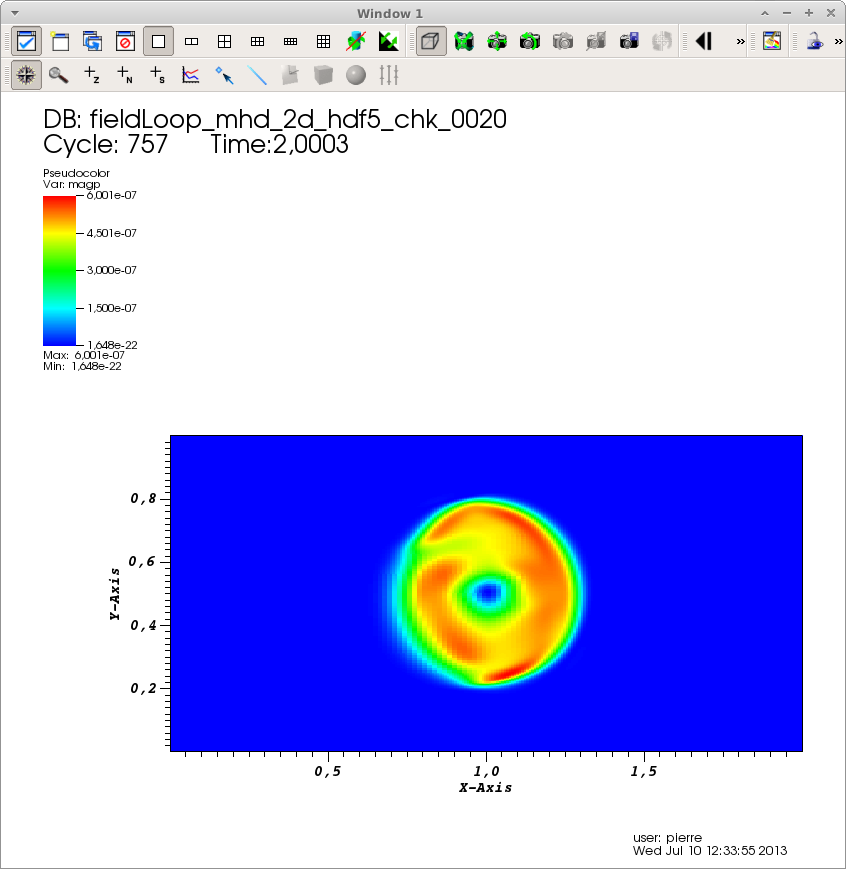 Window 1
»
»
Z
N
S
DB: fieldLoop_mhd_2d_hdf5_chk_0020
Cycle: 757 Time:2,0003
Pseudocolor
Var: magp
6,001e-07
4,501e-07
3,000e-07
1,500e-07
1,648e-22
Max: 6,001e-07
Min: 1,648e-22
0,8
0,6
0,4
0,2
Y-Axis
0,5 1,0 1,5
X-Axis
user: pierre
Wed Jul 10 12:33:55 2013